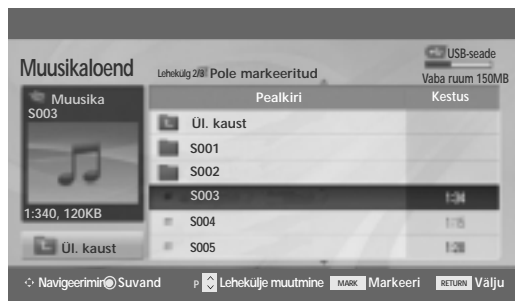 USB-seade
Muusikaloend
Lehekülg 2/3 Pole markeeritud
Vaba ruum 150MB
Muusika
S003
1:340, 120KB
Ül. kaust
Pealkiri Kestus
Ül. kaust
S001
S002
S003 1:34
S004 1:15
S005 1:28
Navigeerimin Suvand P Lehekülje muutmine MARK Markeeri RETURN Välju